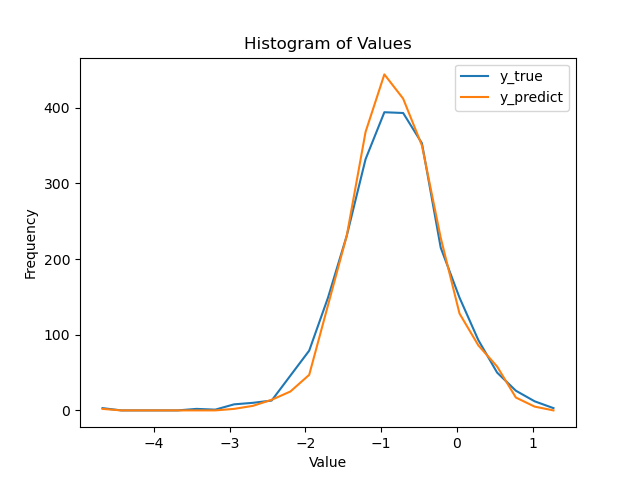 Histogram of Values
y_true
y_predict
400
300
200
100
0
Frequency
−4
−3
−2
−1
0
1
Value